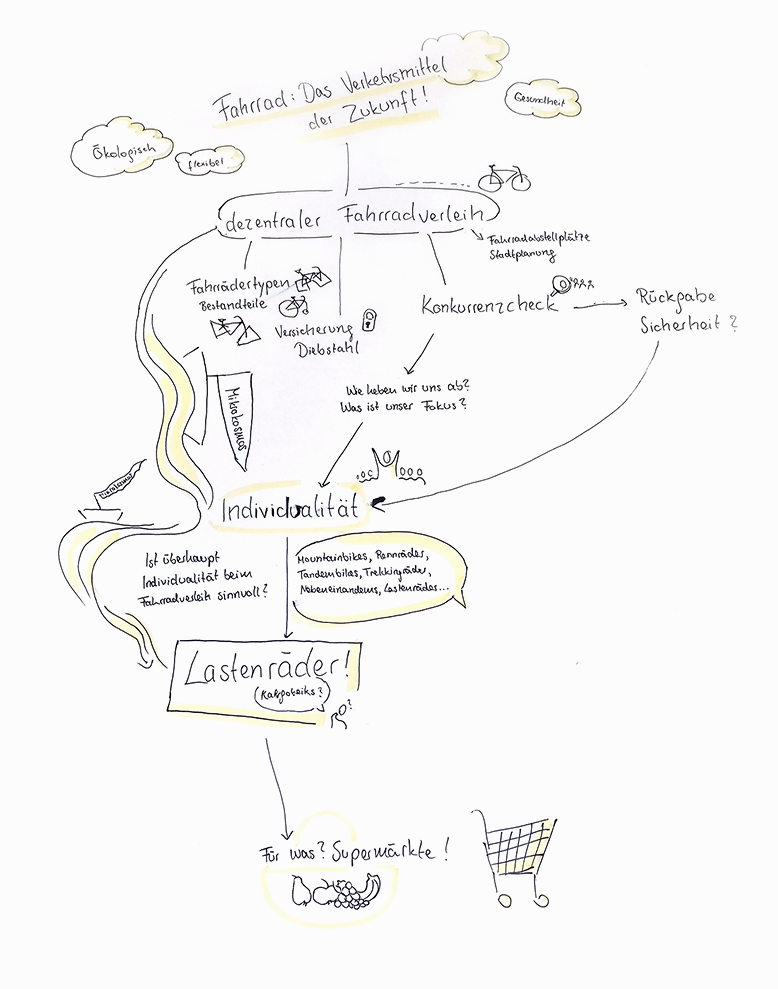 Fahrrad: Das Verkehrsmittel
der Zukunft!
Gesundheit
Ökologisch
flexibel
dezentraler Fahrradverleih
Fahrradabstellplätze
Stadtplanung
Fahrrädertypen
Bestandteile
Versicherung
Diebstahl
Konkurrenzcheck
Rückgabe
Sicherheit?
Mikrokosmos
Wie heben wir uns ab?
Was ist unser Fokus?
Individualität
Ist überhaupt
Individualität beim
Fahrradverleih sinnvoll?
Mountainbikes, Rennräder,
Tandembikes, Trekkingräder,
Nebeneinanders, Lastenräder...
Lastenräder!
?
Für was? Supermärkte!